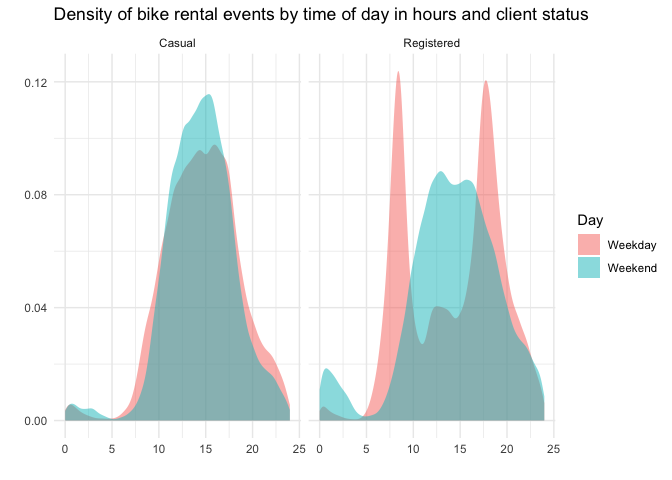 Density of bike rental events by time of day in hours and client status
Casual
Registered
0.12
0.08
0.04
0.00
0 5 10 15 20 25
0 5 10 15 20 25
Day
Weekday
Weekend